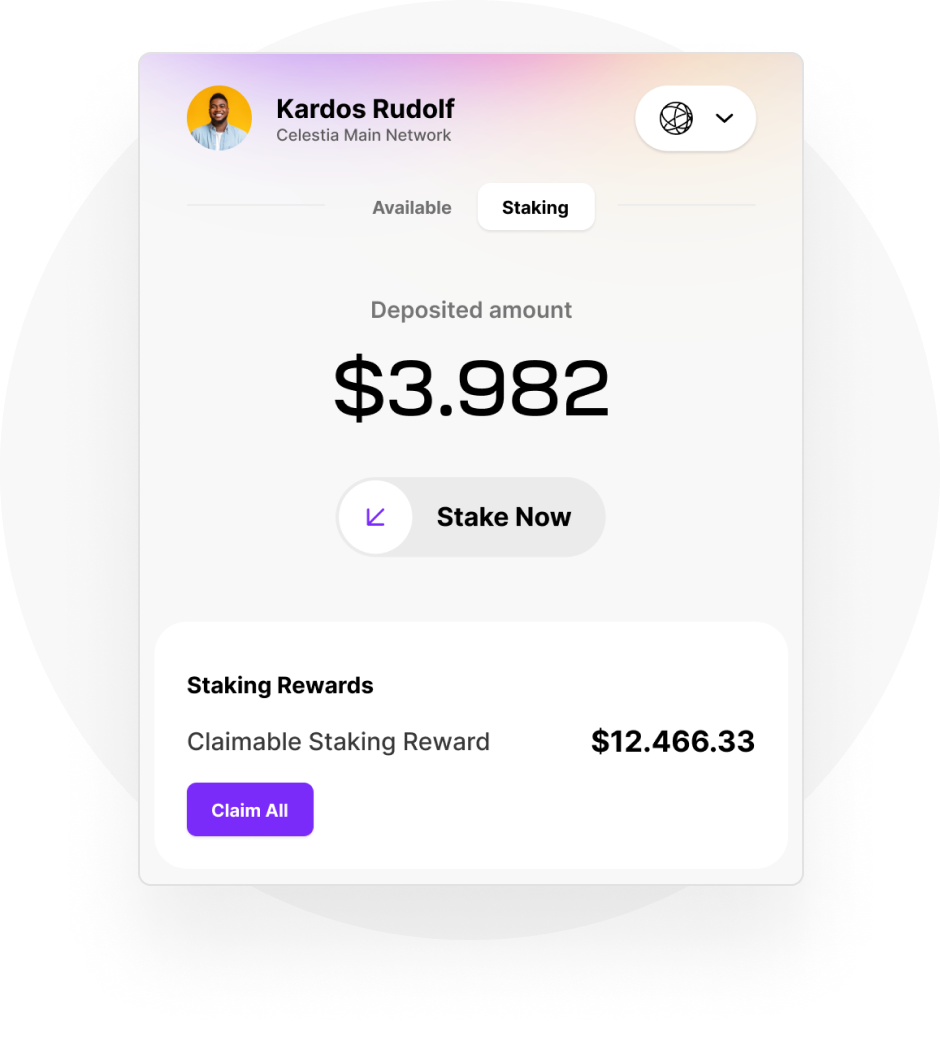 Kardos Rudolf
Celestia Main Network
Available
Staking
Deposited amount
$3.982
Stake Now
Staking Rewards
Claimable Staking Reward
$12.466.33
Claim All